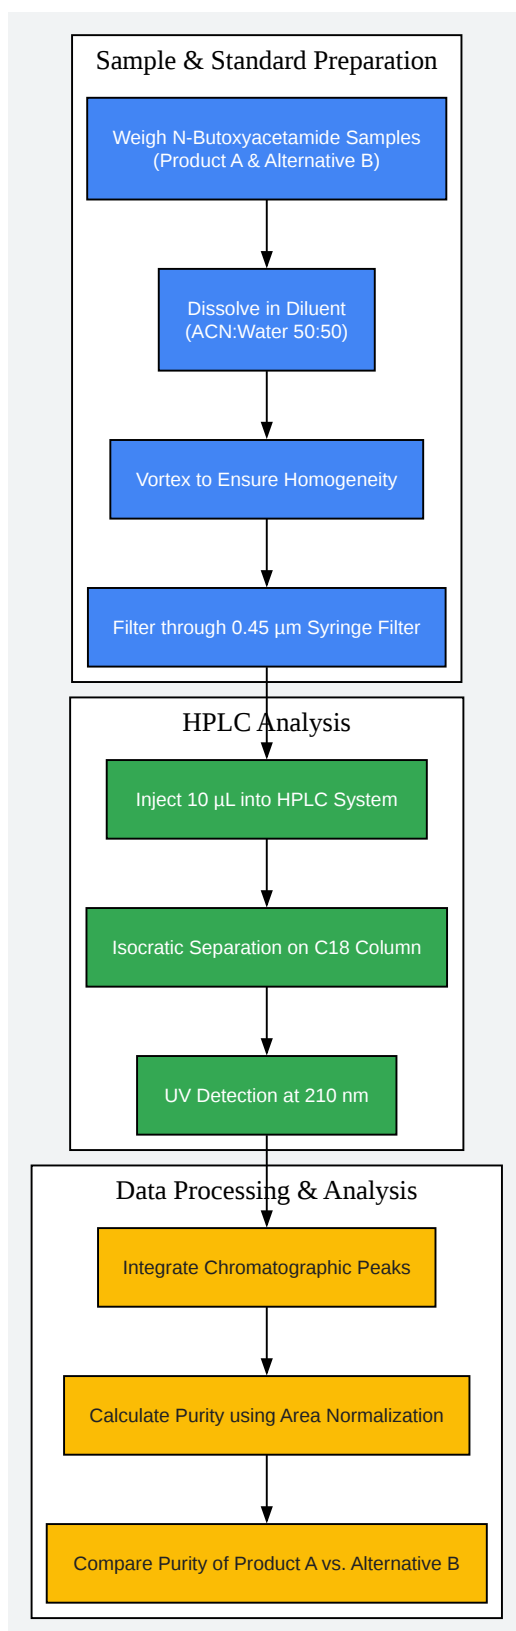 Sample & Standard Preparation
Weigh N-Butoxyacetamide Samples
(Product A & Alternative B)
Dissolve in Diluent
(ACN:Water 50:50)
Vortex to Ensure Homogeneity
Filter through 0.45 µm Syringe Filter
HPLC Analysis
Inject 10 µL into HPLC System
Isocratic Separation on C18 Column
UV Detection at 210 nm
Data Processing & Analysis
Integrate Chromatographic Peaks
Calculate Purity using Area Normalization
Compare Purity of Product A vs. Alternative B